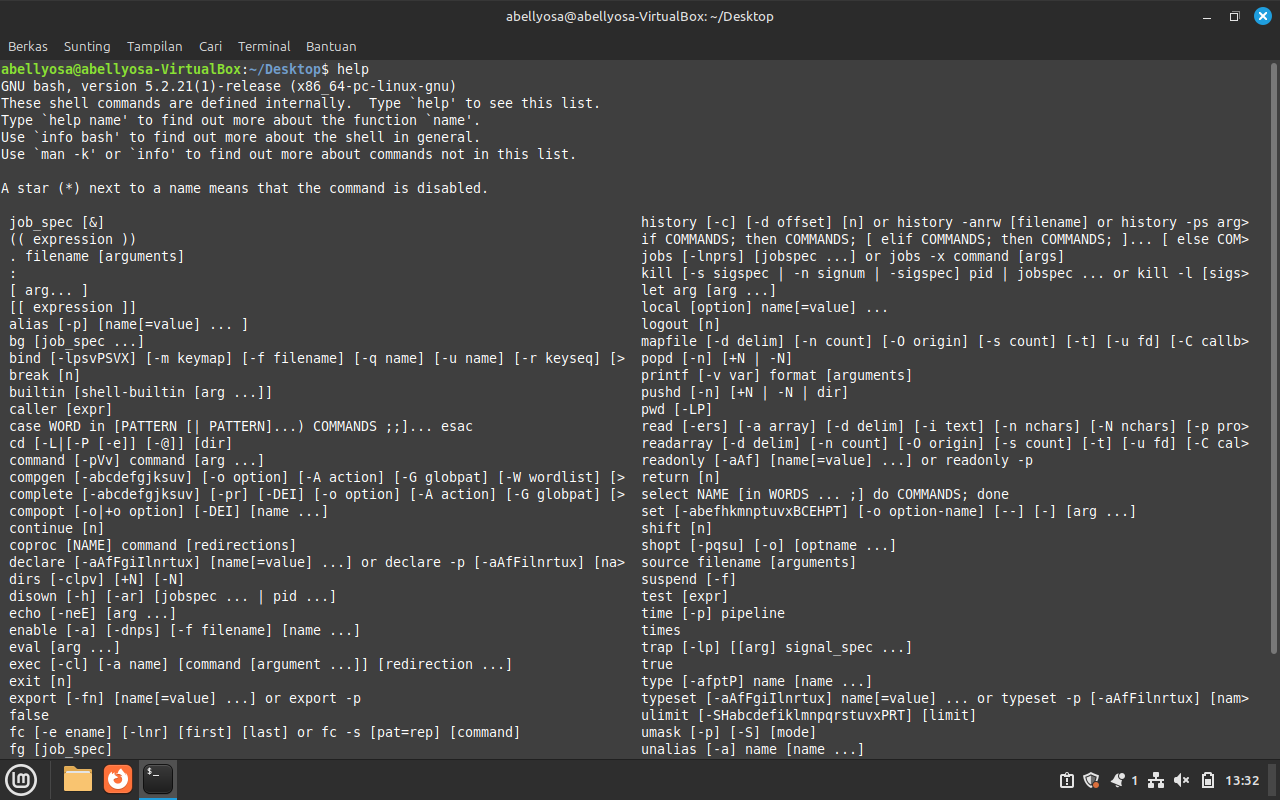 abellyosa@abellyosa-VirtualBox: ~/Desktop
Berkas Sunting Tampilan Cari Terminal Bantuan
abellyosa@abellyosa-VirtualBox:~/Desktop$ help
GNU bash, version 5.2.21(1)-release (x86_64-pc-linux-gnu)
These shell commands are defined internally.  Type `help' to see this list.
Type `help name' to find out more about the function `name'.
Use `info bash' to find out more about the shell in general.
Use `man -k' or `info' to find out more about commands not in this list.
A star (*) next to a name means that the command is disabled.
job_spec [&]
(( expression ))
. filename [arguments]
:
[ arg... ]
[[ expression ]]
alias [-p] [name[=value] ... ]
bg [job_spec ...]
bind [-lpsvPSVX] [-m keymap] [-f filename] [-q name] [-u name] [-r keyseq] [>
break [n]
builtin [shell-builtin [arg ...]]
caller [expr]
case WORD in [PATTERN [| PATTERN]...) COMMANDS ;;]... esac
cd [-L|[-P [-e]] [-@]] [dir]
command [-pVv] command [arg ...]
compgen [-abcdefgjksuv] [-o option] [-A action] [-G globpat] [-W wordlist] [>
complete [-abcdefgjksuv] [-pr] [-DEI] [-o option] [-A action] [-G globpat] [>
compopt [-o|+o option] [-DEI] [name ...]
continue [n]
coproc [NAME] command [redirections]
declare [-aAfFgiIlnrtux] [name[=value] ...] or declare -p [-aAfFilnrtux] [na>
dirs [-clpv] [+N] [-N]
disown [-h] [-ar] [jobspec ... | pid ...]
echo [-neE] [arg ...]
enable [-a] [-dnps] [-f filename] [name ...]
eval [arg ...]
exec [-cl] [-a name] [command [argument ...]] [redirection ...]
exit [n]
export [-fn] [name[=value] ...] or export -p
false
fc [-e ename] [-lnr] [first] [last] or fc -s [pat=rep] [command]
fg [job_spec]
history [-c] [-d offset] [n] or history -anrw [filename] or history -ps arg>
if COMMANDS; then COMMANDS; [ elif COMMANDS; then COMMANDS; ]... [ else COM>
jobs [-lnprs] [jobspec ...] or jobs -x command [args]
kill [-s sigspec | -n signum | -sigspec] pid | jobspec ... or kill -l [sigs>
let arg [arg ...]
local [option] name[=value] ...
logout [n]
mapfile [-d delim] [-n count] [-O origin] [-s count] [-t] [-u fd] [-C callb>
popd [-n] [+N | -N]
printf [-v var] format [arguments]
pushd [-n] [+N | -N | dir]
pwd [-LP]
read [-ers] [-a array] [-d delim] [-i text] [-n nchars] [-N nchars] [-p pro>
readarray [-d delim] [-n count] [-O origin] [-s count] [-t] [-u fd] [-C cal>
readonly [-aAf] [name[=value] ...] or readonly -p
return [n]
select NAME [in WORDS ... ;] do COMMANDS; done
set [-abefhkmnptuvxBCEHPT] [-o option-name] [--] [-] [arg ...]
shift [n]
shopt [-pqsu] [-o] [optname ...]
source filename [arguments]
suspend [-f]
test [expr]
time [-p] pipeline
times
trap [-lp] [[arg] signal_spec ...]
true
type [-afptP] name [name ...]
typeset [-aAfFgiIlnrtux] name[=value] ... or typeset -p [-aAfFilnrtux] [nam>
ulimit [-SHabcdefiklmnpqrstuvxPRT] [limit]
umask [-p] [-S] [mode]
unalias [-a] name [name ...]
1 13:32